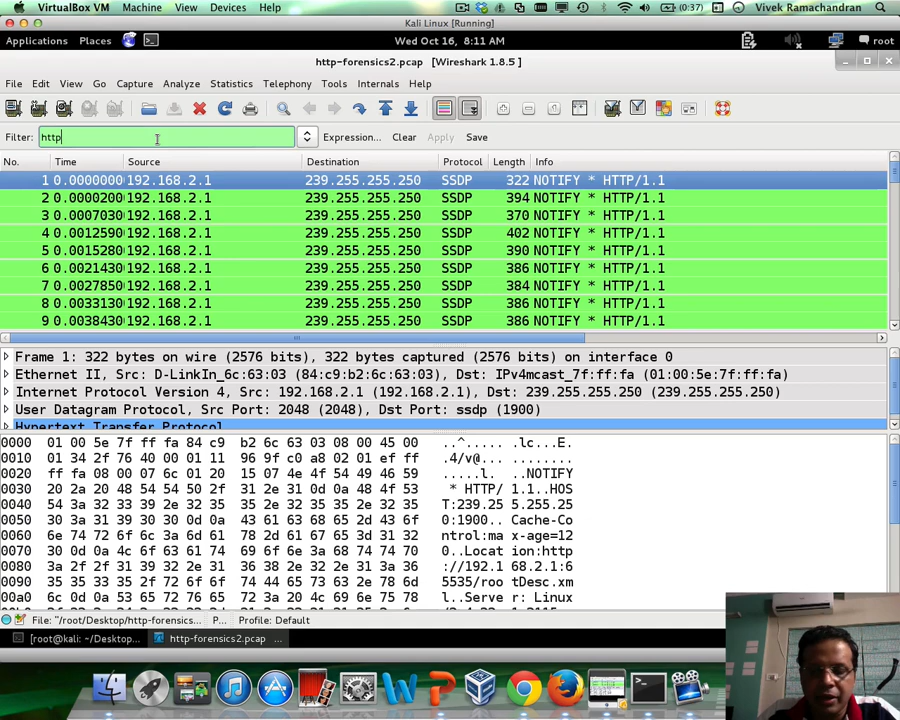 VirtualBox VM Machine View Devices Help (0:37) Vivek Ramachandran
Kali Linux [Running]
Applications Places Wed Oct 16, 8:11 AM root
http-forensics2.pcap [Wireshark 1.8.5 ]
File Edit View Go Capture Analyze Statistics Telephony Tools Internals Help
Filter: http Expression... Clear Apply Save
No. Time Source Destination Protocol Length Info
1 0.0000000 192.168.2.1 239.255.255.250 SSDP 322 NOTIFY * HTTP/1.1
2 0.0000200 192.168.2.1 239.255.255.250 SSDP 394 NOTIFY * HTTP/1.1
3 0.0007030 192.168.2.1 239.255.255.250 SSDP 370 NOTIFY * HTTP/1.1
4 0.0012590 192.168.2.1 239.255.255.250 SSDP 402 NOTIFY * HTTP/1.1
5 0.0015280 192.168.2.1 239.255.255.250 SSDP 390 NOTIFY * HTTP/1.1
6 0.0021430 192.168.2.1 239.255.255.250 SSDP 386 NOTIFY * HTTP/1.1
7 0.0027850 192.168.2.1 239.255.255.250 SSDP 384 NOTIFY * HTTP/1.1
8 0.0033130 192.168.2.1 239.255.255.250 SSDP 386 NOTIFY * HTTP/1.1
9 0.0038430 192.168.2.1 239.255.255.250 SSDP 386 NOTIFY * HTTP/1.1
Frame 1: 322 bytes on wire (2576 bits), 322 bytes captured (2576 bits) on interface 0
Ethernet II, Src: D-LinkIn_6c:63:03 (84:c9:b2:6c:63:03), Dst: IPv4mcast_7f:ff:fa (01:00:5e:7f:ff:fa)
Internet Protocol Version 4, Src: 192.168.2.1 (192.168.2.1), Dst: 239.255.255.250 (239.255.255.250)
User Datagram Protocol, Src Port: 2048 (2048), Dst Port: ssdp (1900)
Hypertext Transfer Protocol
0000 01 00 5e 7f ff fa 84 c9 b2 6c 63 03 08 00 45 00 ..^..... .lc...E.
0010 01 34 2f 76 40 00 01 11 96 9f c0 a8 02 01 ef ff .4/v@... ........
0020 ff fa 08 00 07 6c 01 20 15 07 4e 4f 54 49 46 59 .....l. ..NOTIFY
0030 20 2a 20 48 54 54 50 2f 31 2e 31 0d 0a 48 4f 53 * HTTP/ 1.1..HOS
0040 54 3a 32 33 39 2e 32 35 35 2e 32 35 35 2e 32 35 T:239.25 5.255.25
0050 30 3a 31 39 30 30 0d 0a 43 61 63 68 65 2d 43 6f 0:1900.. Cache-Co
0060 6e 74 72 6f 6c 3a 6d 61 78 2d 61 67 65 3d 31 32 ntrol:ma x-age=12
0070 30 0d 0a 4c 6f 63 61 74 69 6f 6e 3a 68 74 74 70 0..Locat ion:http
0080 3a 2f 2f 31 39 32 2e 31 36 38 2e 32 2e 31 3a 36 ://192.1 68.2.1:6
0090 35 35 33 35 2f 72 6f 6f 74 44 65 73 63 2e 78 6d 5535/roo tDesc.xm
00a0 6c 0d 0a 53 65 72 76 65 72 3a 20 4c 69 6e 75 78 l..Serve r: Linux
File: "/root/Desktop/http-forensics... P... Profile: Default
[root@kali: ~/Desktop... http-forensics2.pcap ...